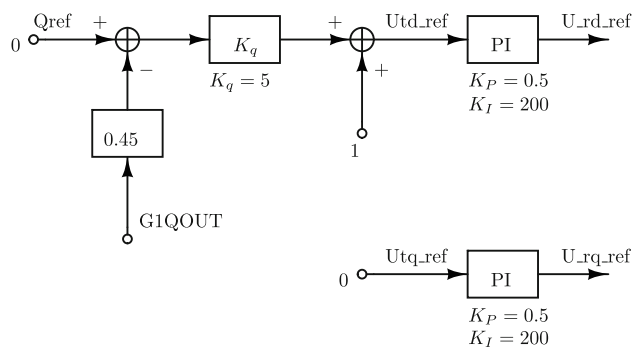 Qref + + Utd_ref U_rd_ref
0 K_q PI
− +
K_q = 5 K_P = 0.5
K_I = 200
0.45
1
G1QOUT
Utq_ref U_rq_ref
0 PI
K_P = 0.5
K_I = 200